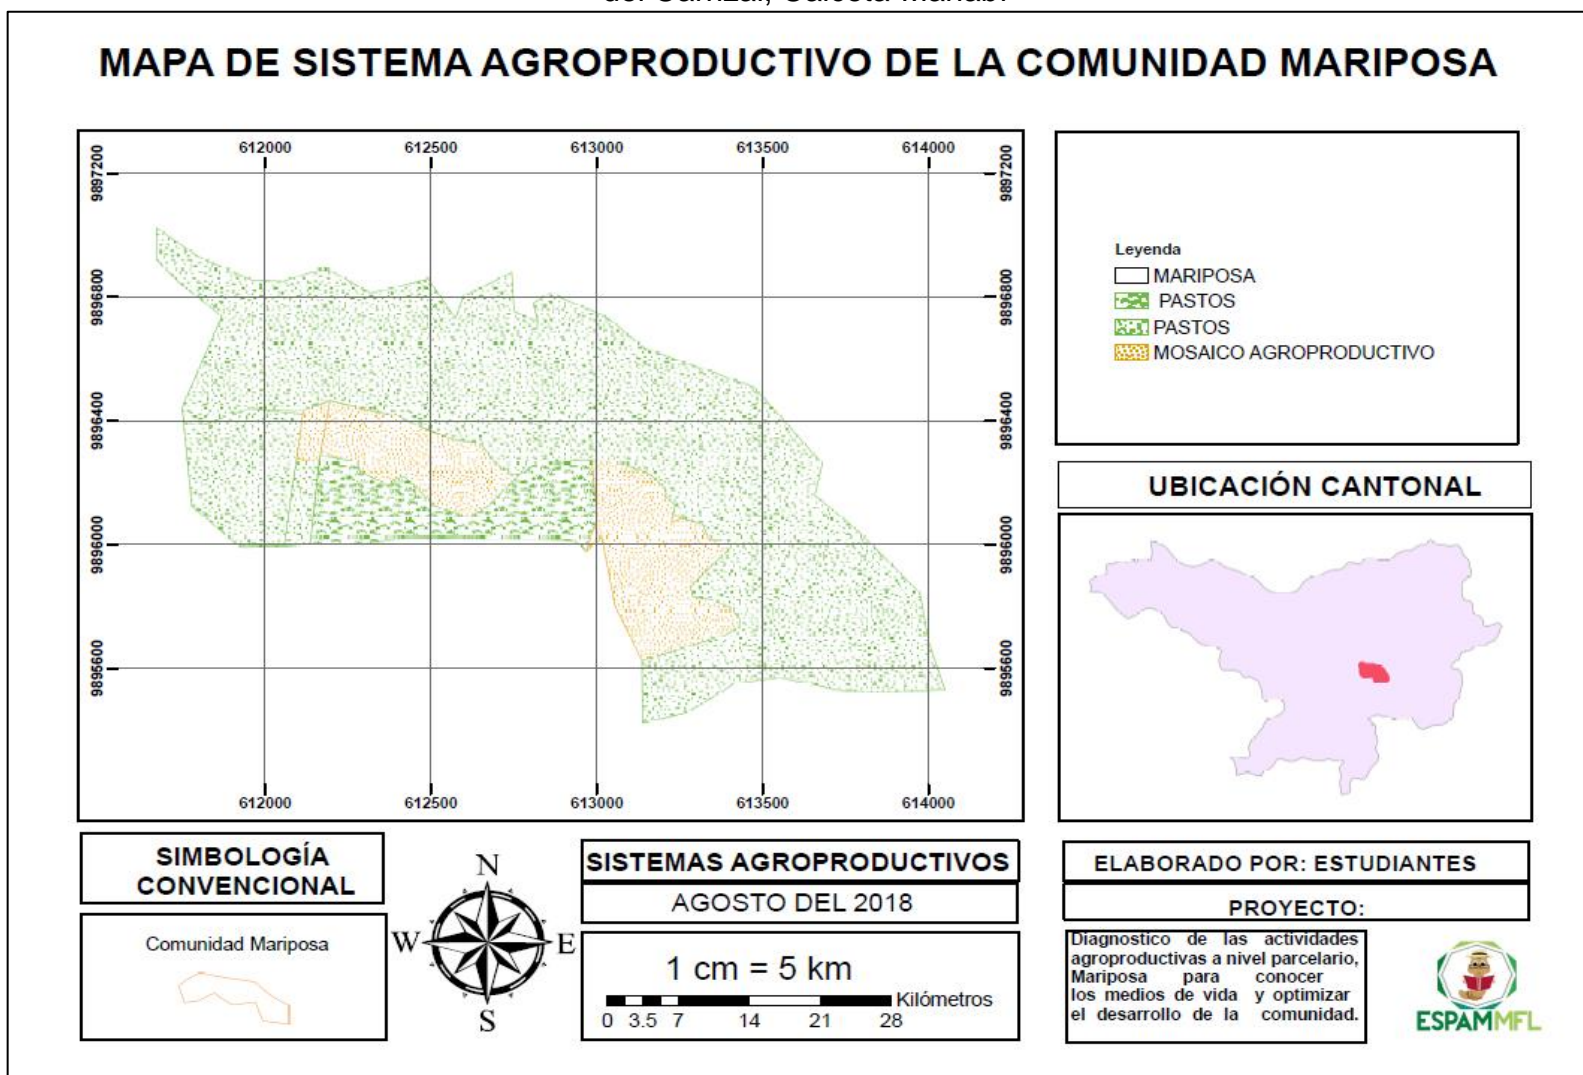 MAPA DE SISTEMA AGROPRODUCTIVO DE LA COMUNIDAD MARIPOSA
612000 612500 613000 613500 614000
9897200 9897200
9896800 9896800
9896400 9896400
9896000 9896000
9895600 9895600
612000 612500 613000 613500 614000
Leyenda
MARIPOSA
PASTOS
PASTOS
MOSAICO AGROPRODUCTIVO
UBICACIÓN CANTONAL
SIMBOLOGÍA
CONVENCIONAL
Comunidad Mariposa
N
W E
S
SISTEMAS AGROPRODUCTIVOS
AGOSTO DEL 2018
1 cm = 5 km
Kilómetros
0 3.5 7 14 21 28
ELABORADO POR: ESTUDIANTES
PROYECTO:
Diagnostico de las actividades
agroproductivas a nivel parcelario,
Mariposa para conocer
los medios de vida y optimizar
el desarrollo de la comunidad.
ESPAMMFL